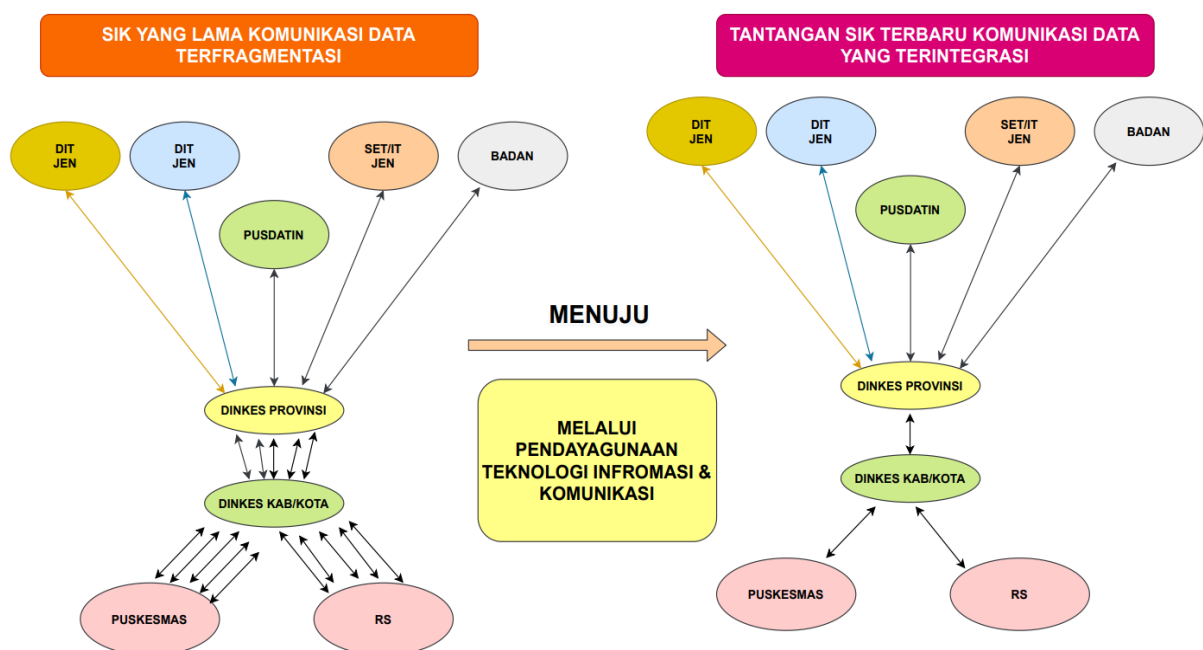 SIK YANG LAMA KOMUNIKASI DATA
TERFRAGMENTASI
TANTANGAN SIK TERBARU KOMUNIKASI DATA
YANG TERINTEGRASI
DIT
JEN
DIT
JEN
SET/IT
JEN
BADAN
PUSDATIN
DINKES PROVINSI
DINKES KAB/KOTA
PUSKESMAS
RS
MENUJU
MELALUI
PENDAYAGUNAAN
TEKNOLOGI INFROMASI &
KOMUNIKASI
DIT
JEN
DIT
JEN
SET/IT
JEN
BADAN
PUSDATIN
DINKES PROVINSI
DINKES KAB/KOTA
PUSKESMAS
RS